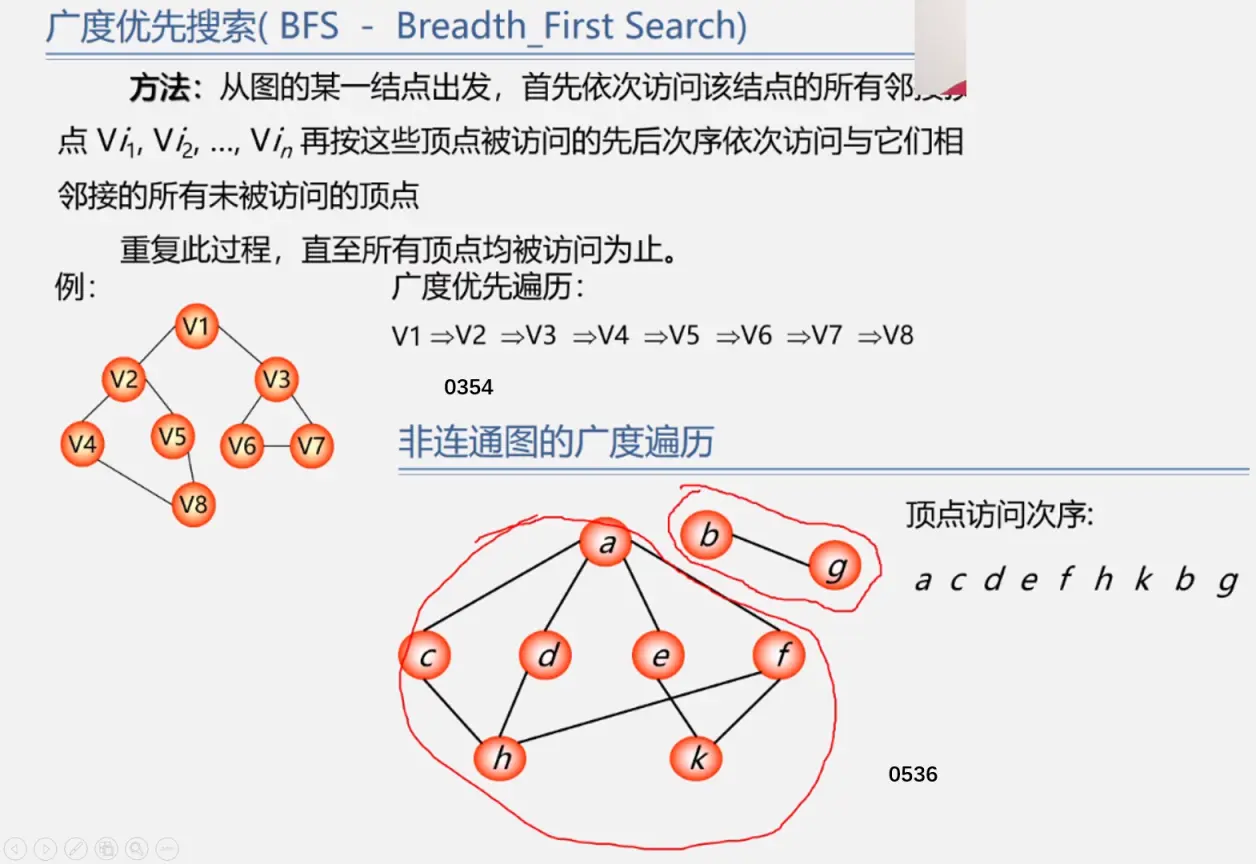 广度优先搜索( BFS - Breadth_First Search)
方法：从图的某一结点出发，首先依次访问该结点的所有邻
点 Vi1, Vi2, ..., Vin 再按这些顶点被访问的先后次序依次访问与它们相
邻接的所有未被访问的顶点
重复此过程，直至所有顶点均被访问为止。
例：
广度优先遍历：
V1 ⇒V2 ⇒V3 ⇒V4 ⇒V5 ⇒V6 ⇒V7 ⇒V8
V1
V2
V3
V4
V5
V6
V7
V8
0354
非连通图的广度遍历
顶点访问次序:
a c d e f h k b g
a
b
g
c
d
e
f
h
k
0536